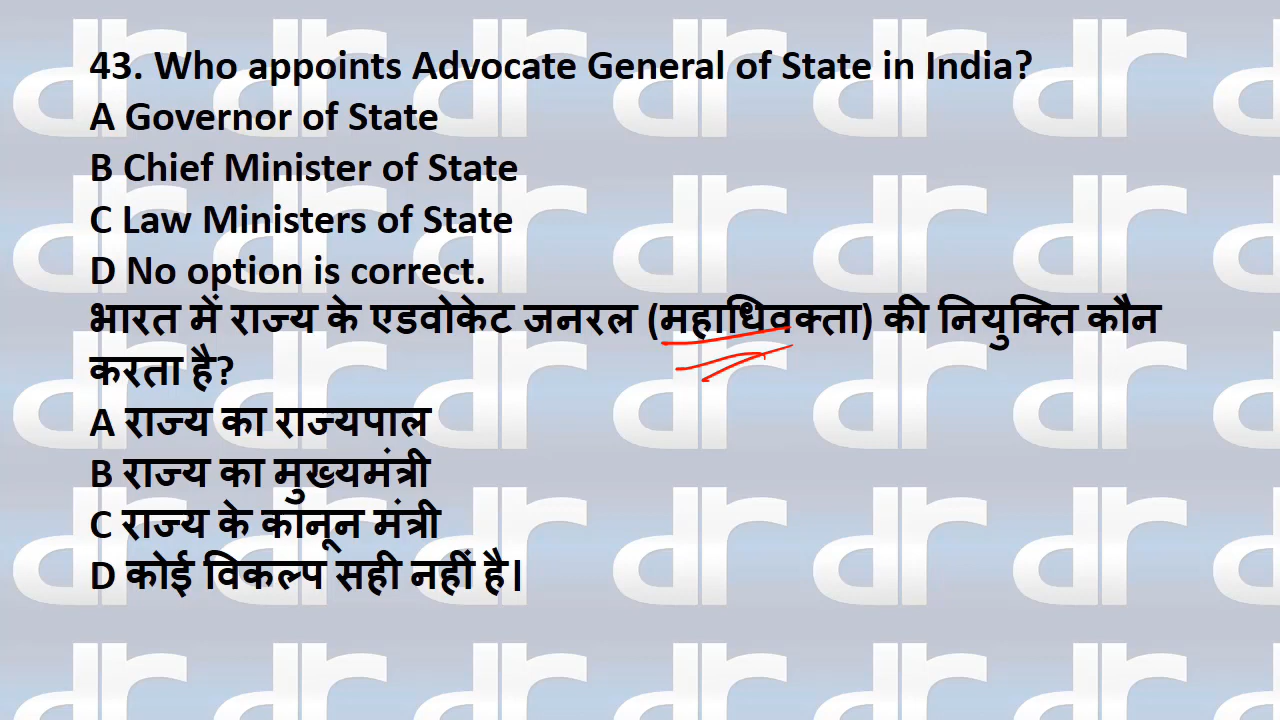 43. Who appoints Advocate General of State in India?
A Governor of State
B Chief Minister of State
C Law Ministers of State
D No option is correct.
भारत में राज्य के एडवोकेट जनरल (महाधिवक्ता) की नियुक्ति कौन
करता है?
A राज्य का राज्यपाल
B राज्य का मुख्यमंत्री
C राज्य के कानून मंत्री
D कोई विकल्प सही नहीं है।